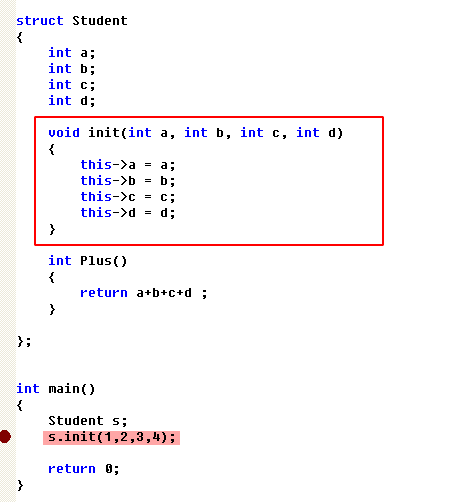 struct Student
{
    int a;
    int b;
    int c;
    int d;

    void init(int a, int b, int c, int d)
    {
        this->a = a;
        this->b = b;
        this->c = c;
        this->d = d;
    }

    int Plus()
    {
        return a+b+c+d ;
    }

};


int main()
{
    Student s;
    s.init(1,2,3,4);

    return 0;
}